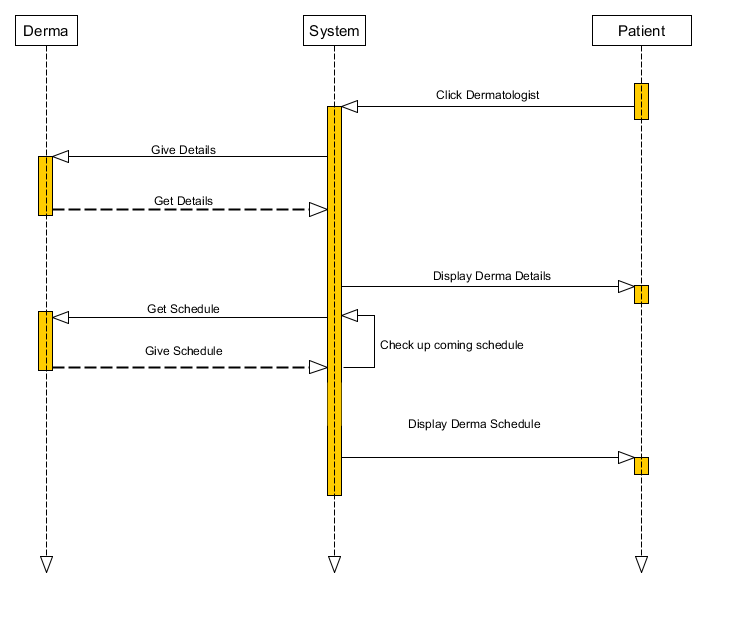 Derma
System
Patient
Click Dermatologist
Give Details
Get Details
Display Derma Details
Get Schedule
Check up coming schedule
Give Schedule
Display Derma Schedule